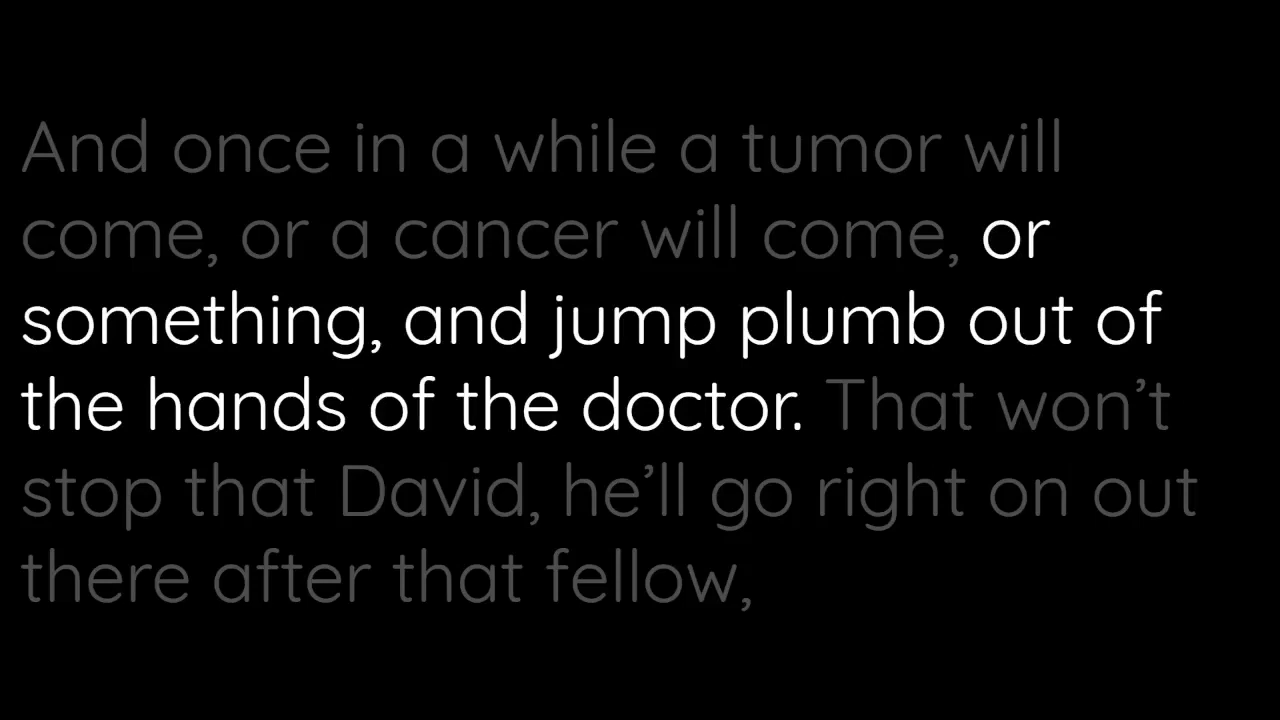 And once in a while a tumor will
come, or a cancer will come, or
something, and jump plumb out of
the hands of the doctor. That won’t
stop that David, he’ll go right on out
there after that fellow,